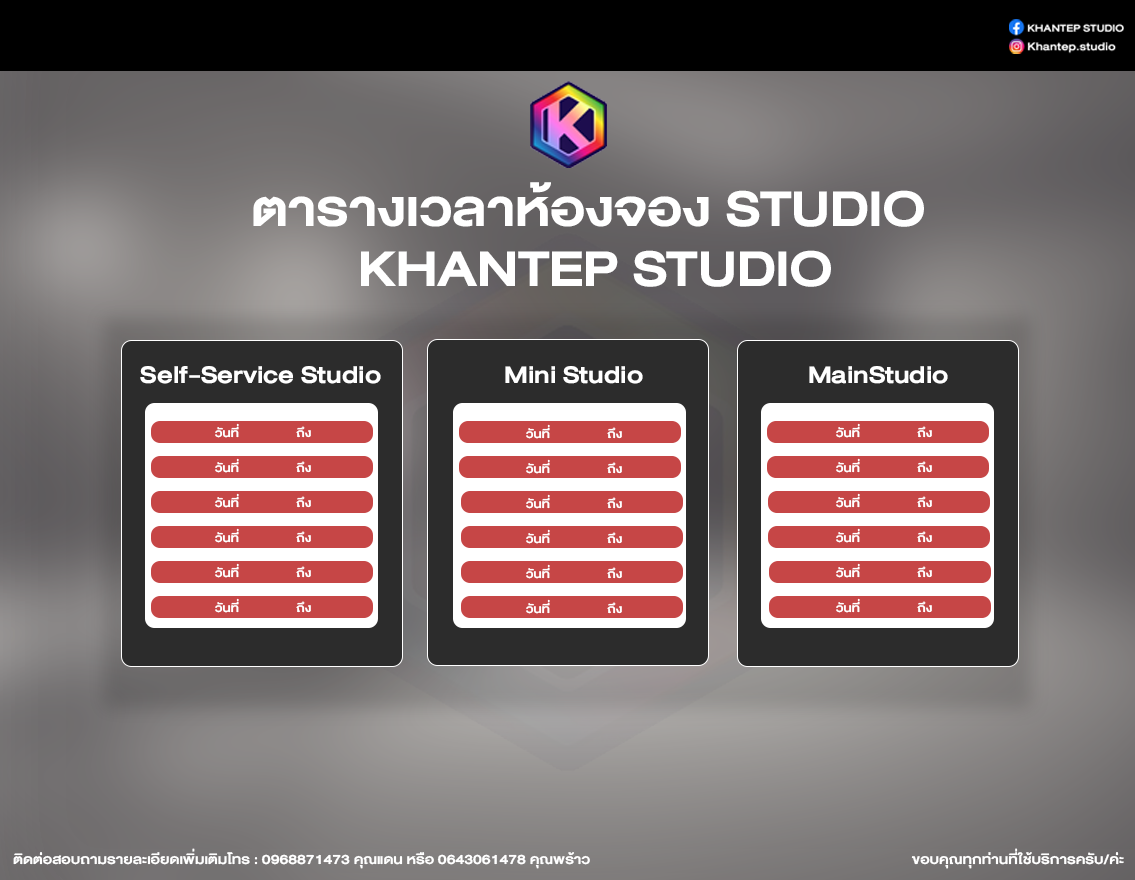 KHANTEP STUDIO
Khantep.studio
K
ตารางเวลาห้องจอง STUDIO
KHANTEP STUDIO
Self-Service Studio
วันที่ ถึง
วันที่ ถึง
วันที่ ถึง
วันที่ ถึง
วันที่ ถึง
วันที่ ถึง
Mini Studio
วันที่ ถึง
วันที่ ถึง
วันที่ ถึง
วันที่ ถึง
วันที่ ถึง
วันที่ ถึง
MainStudio
วันที่ ถึง
วันที่ ถึง
วันที่ ถึง
วันที่ ถึง
วันที่ ถึง
วันที่ ถึง
ติดต่อสอบถามรายละเอียดเพิ่มเติมโทร : 0968871473 คุณแดน หรือ 0643061478 คุณพร้าว
ขอบคุณทุกท่านที่ใช้บริการครับ/ค่ะ